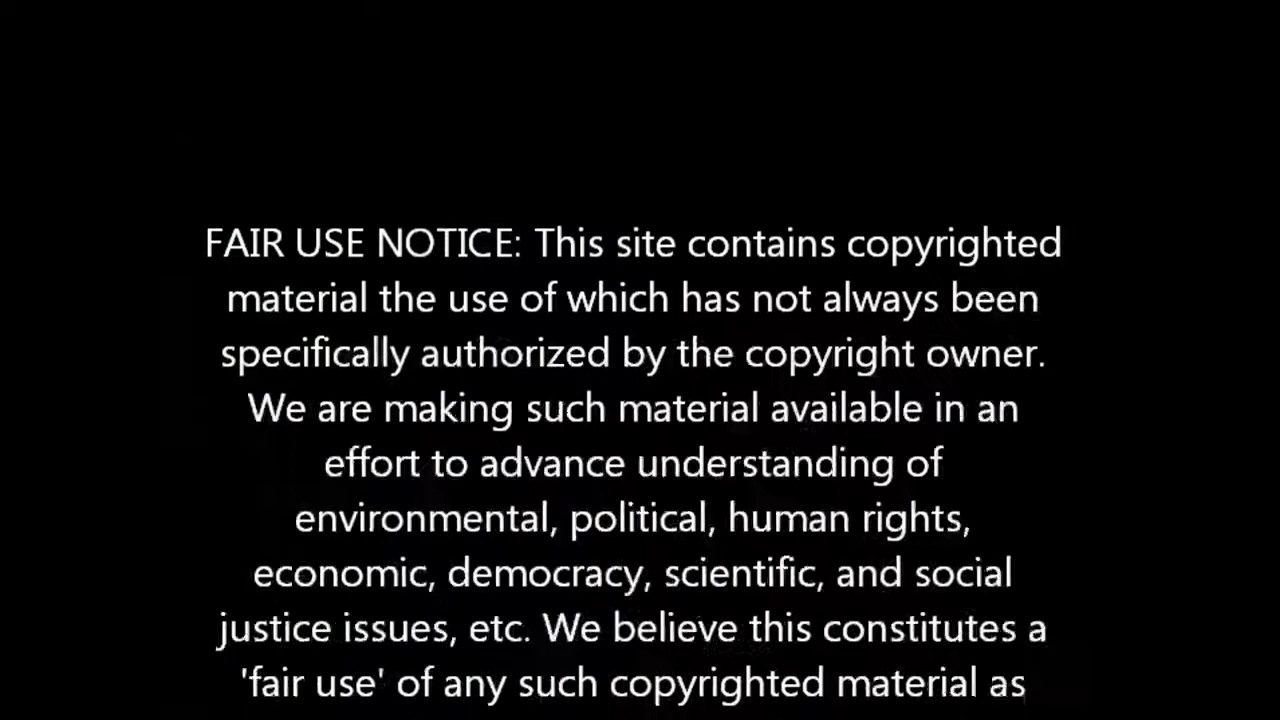 FAIR USE NOTICE: This site contains copyrighted
material the use of which has not always been
specifically authorized by the copyright owner.
We are making such material available in an
effort to advance understanding of
environmental, political, human rights,
economic, democracy, scientific, and social
justice issues, etc. We believe this constitutes a
'fair use' of any such copyrighted material as